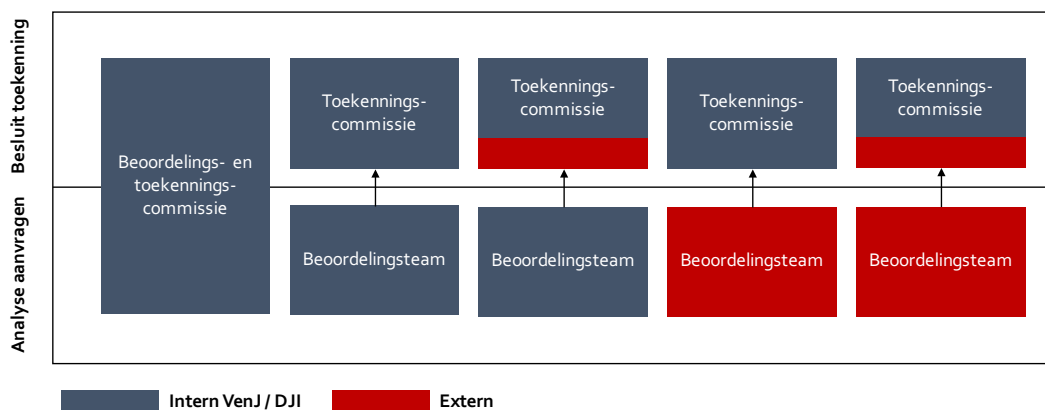 Besluit toekenning
Beoordelings- en
toekennings-
commissie
Toekennings-
commissie
Toekennings-
commissie
Toekennings-
commissie
Toekennings-
commissie
Analyse aanvragen
Beoordelingsteam
Beoordelingsteam
Beoordelingsteam
Beoordelingsteam
Intern VenJ / DJI
Extern